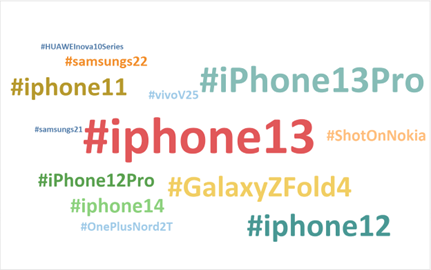 #HUAWEInova10Series
#samsungs22
#iphone11
#vivoV25
#iPhone13Pro
#samsungs21
#iphone13
#ShotOnNokia
#iPhone12Pro
#GalaxyZFold4
#iphone14
#OnePlusNord2T
#iphone12